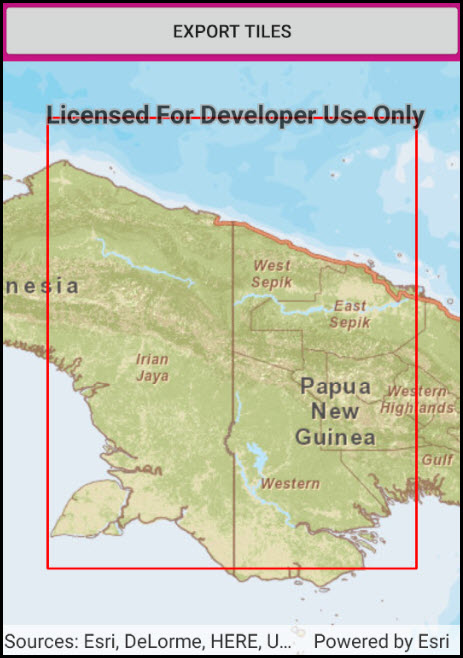 EXPORT TILES
Licensed For Developer Use Only
West
Sepik
nesia
East
Sepik
Irian
Jaya
Papua
New
Guinea
Western
Highlands
Gulf
Western
Sources: Esri, DeLorme, HERE, U...
Powered by Esri